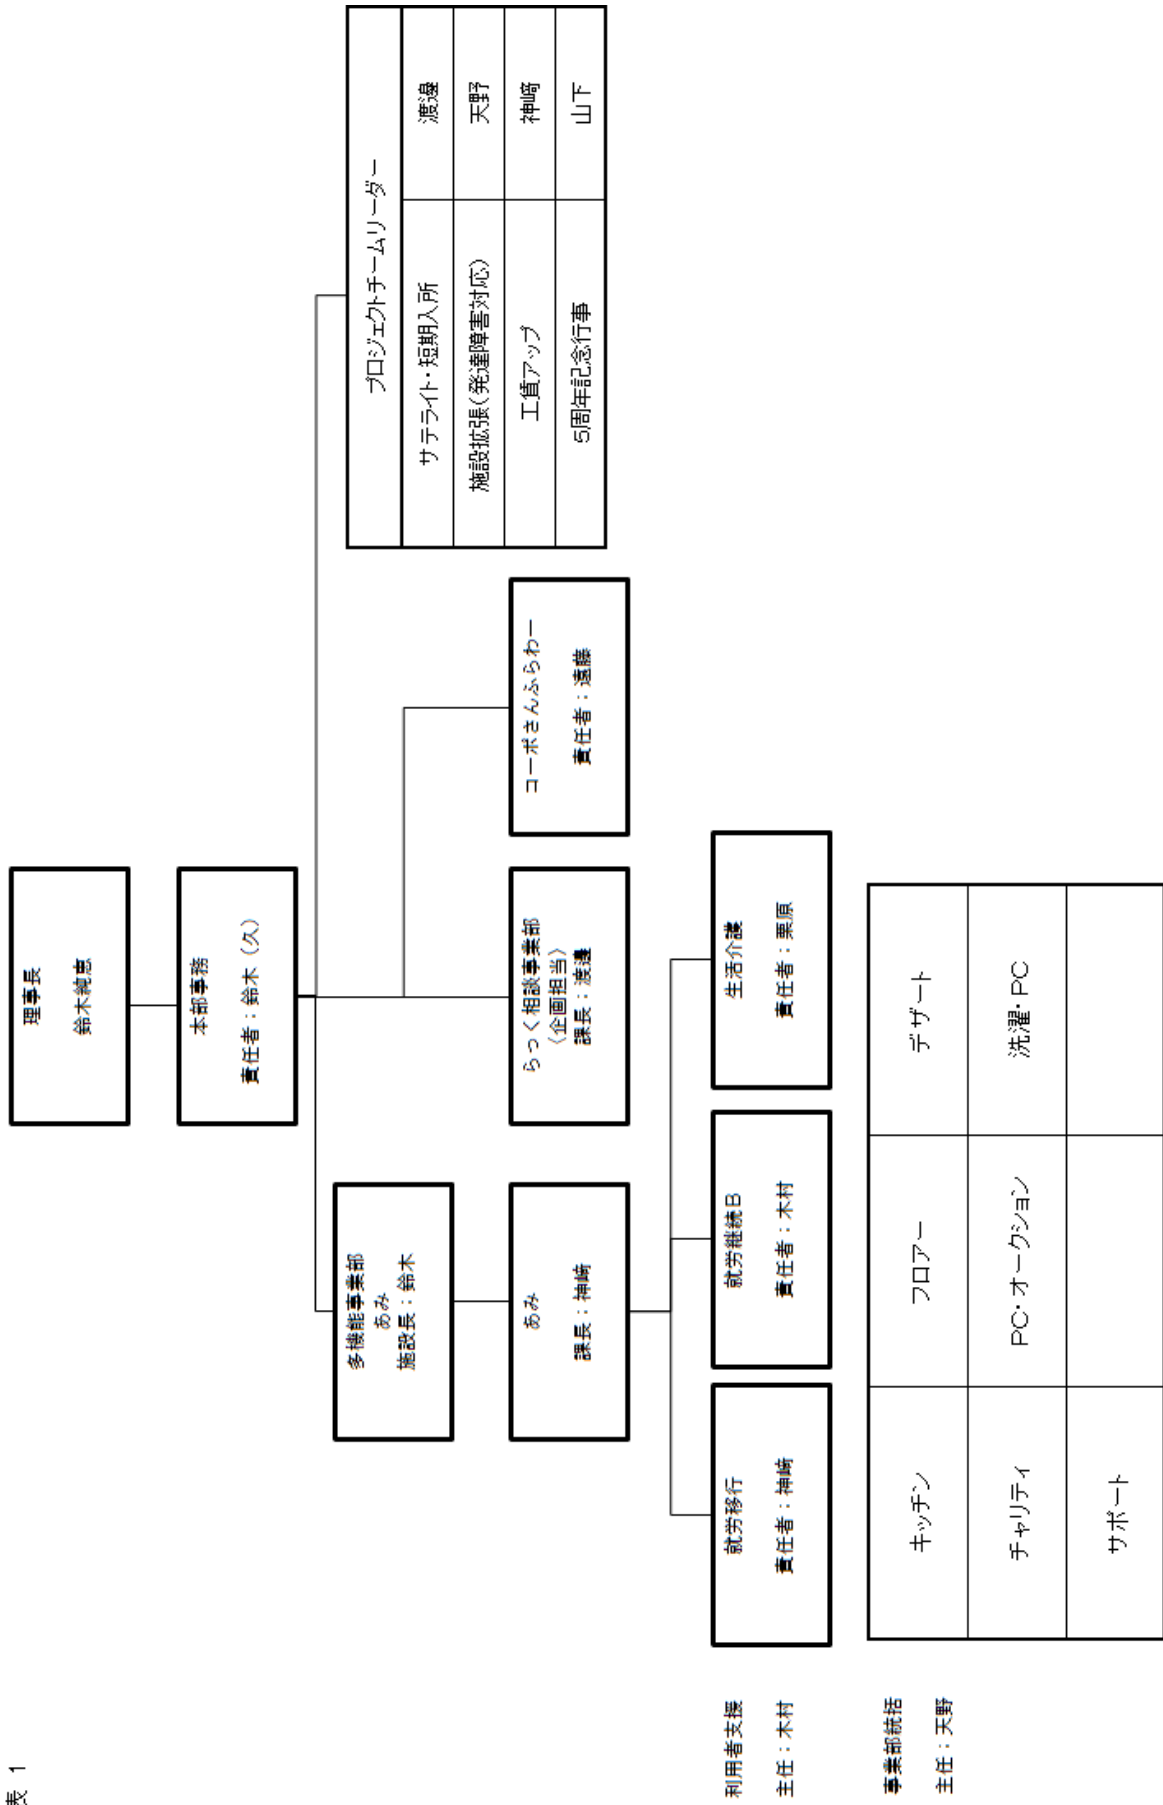 表 1
理事長
鈴木純恵
本部事務
責任者：鈴木（久）
多機能事業部
あみ
施設長：鈴木
プロジェクトチームリーダー
サテライト・短期入所 渡邉
施設拡張(発達障害対応) 天野
工賃アップ 神崎
5周年記念行事 山下
あみ
課長：神崎
らっく相談事業部
〈企画担当〉
課長：渡邉
コーポさんふらわー
責任者：遠藤
利用者支援
主任：木村
就労移行
責任者：神崎
就労継続B
責任者：木村
生活介護
責任者：栗原
事業部統括
主任：天野
キッチン フロアー デザート
チャリティ PC・オークション 洗濯・PC
サポート